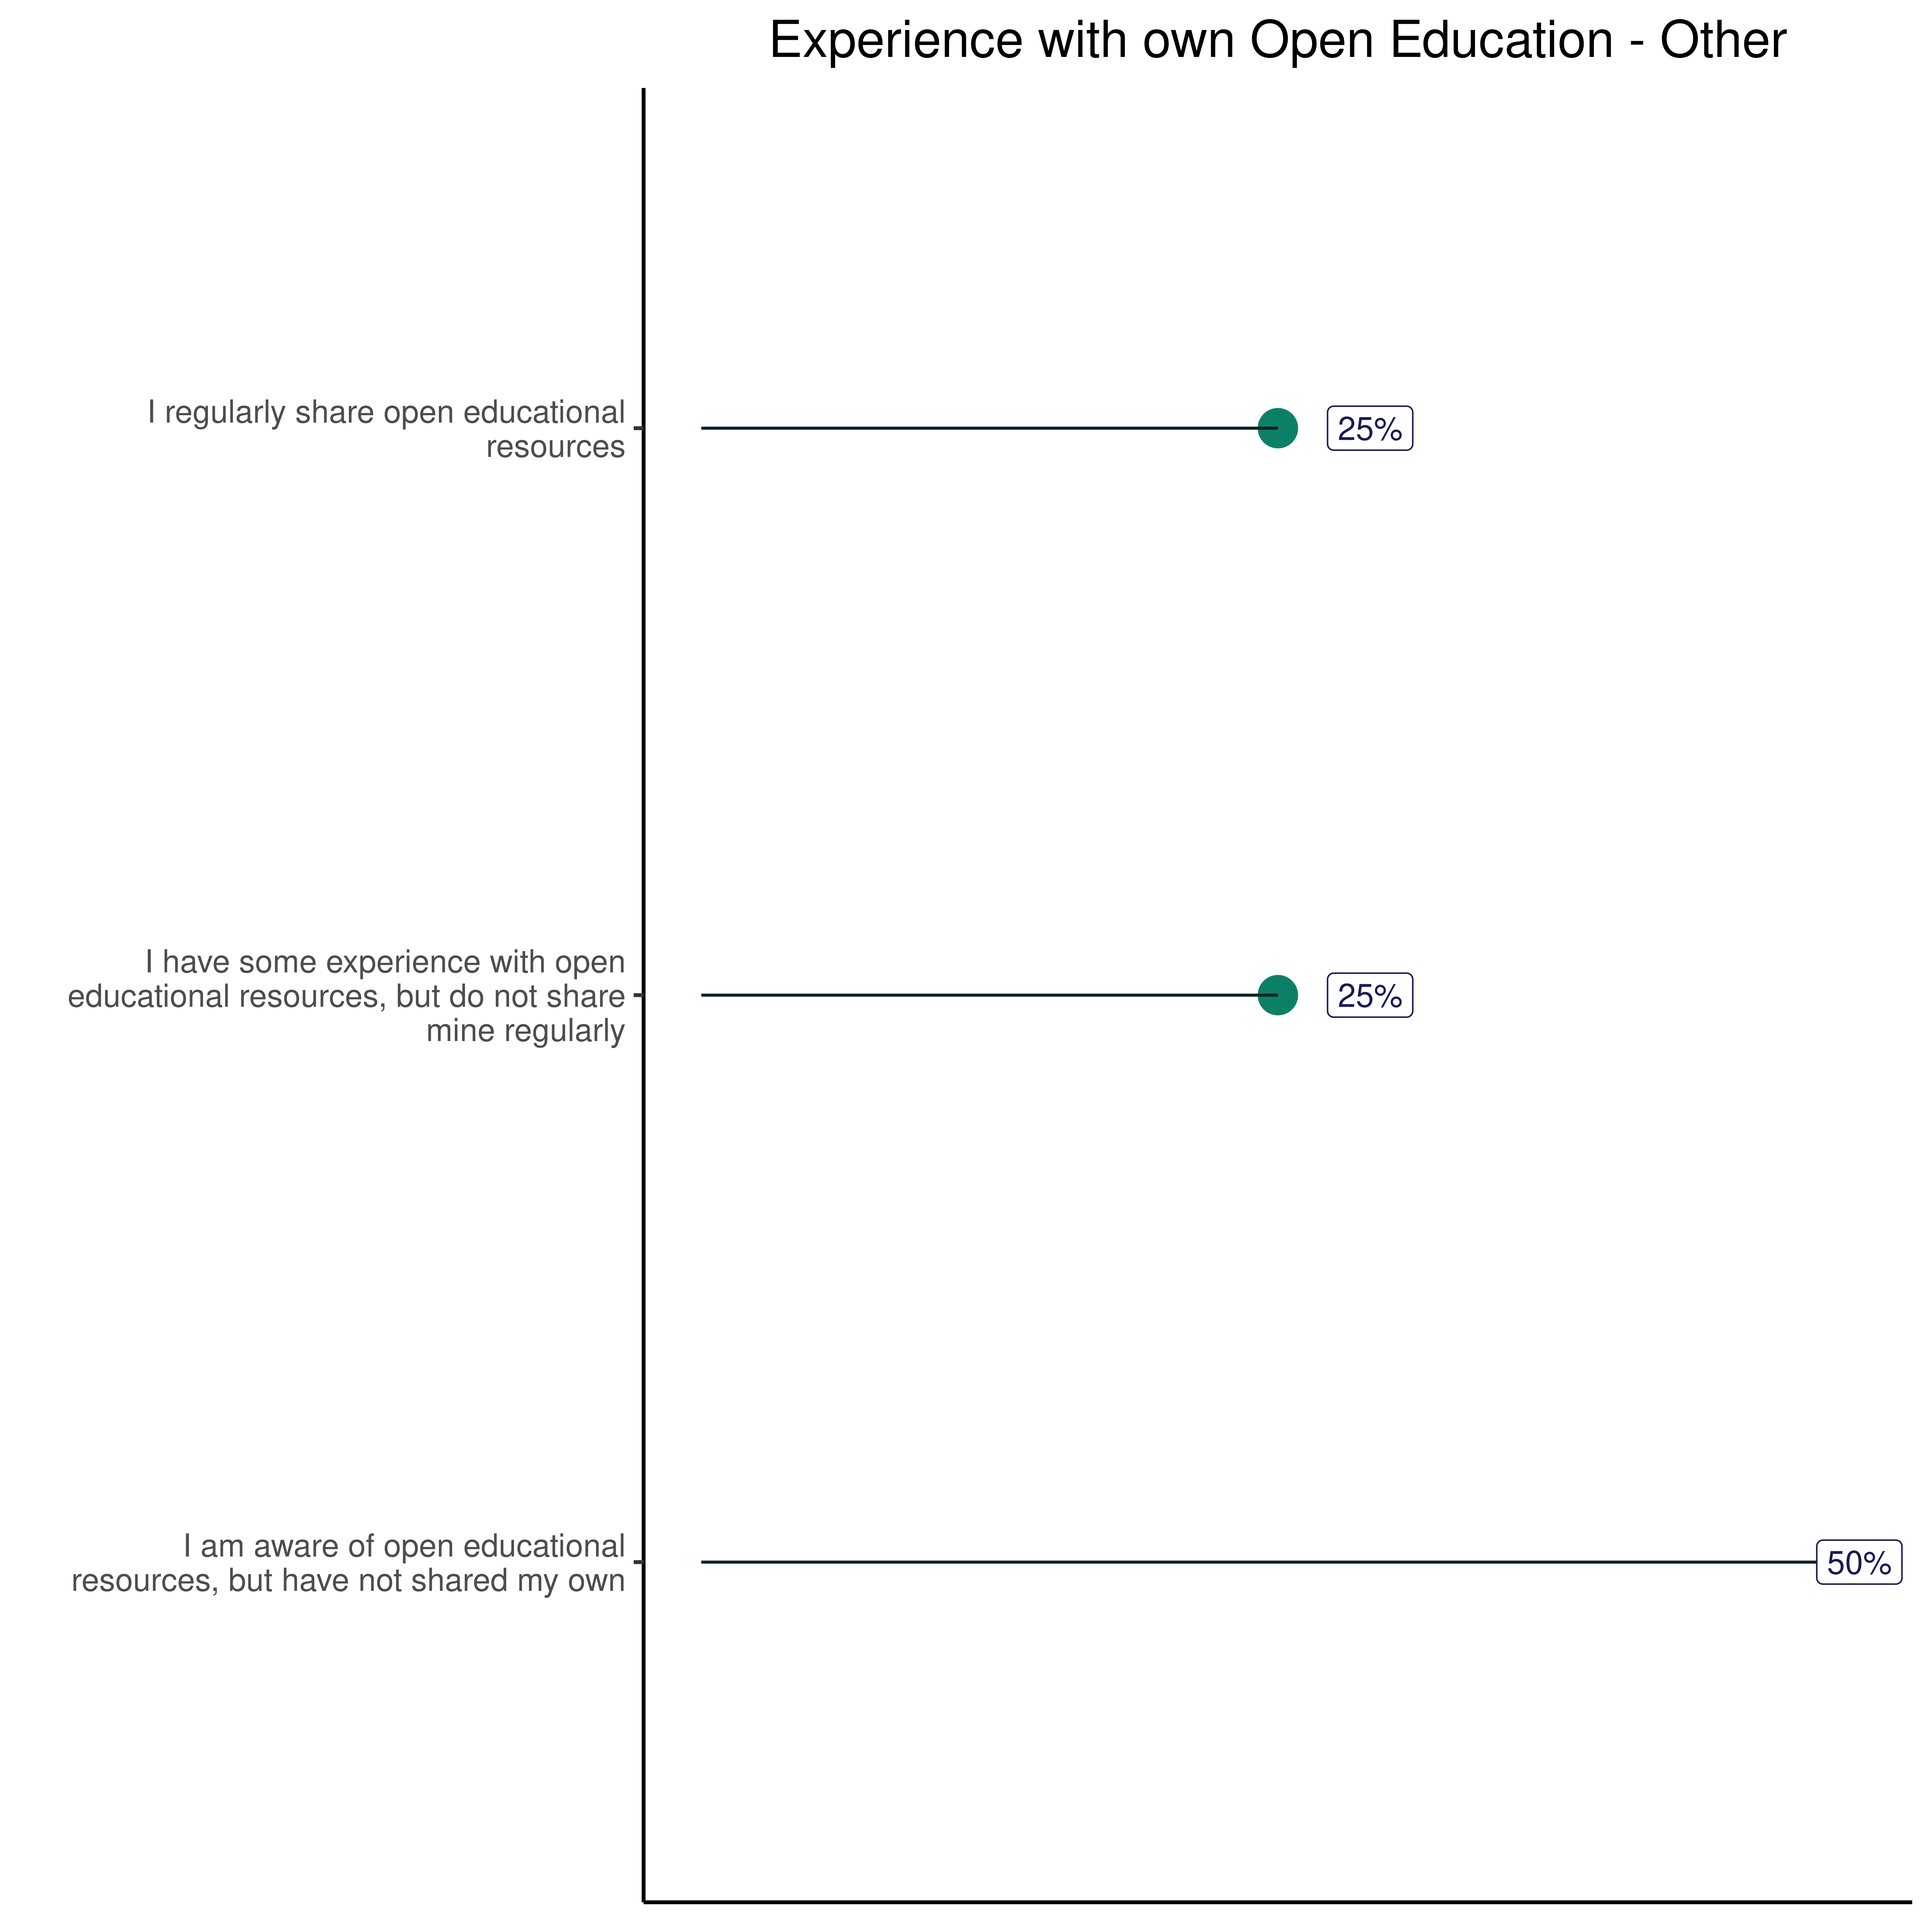 Experience with own Open Education - Other
I regularly share open educational
resources
25%
I have some experience with open
educational resources, but do not share
mine regularly
25%
I am aware of open educational
resources, but have not shared my own
50%